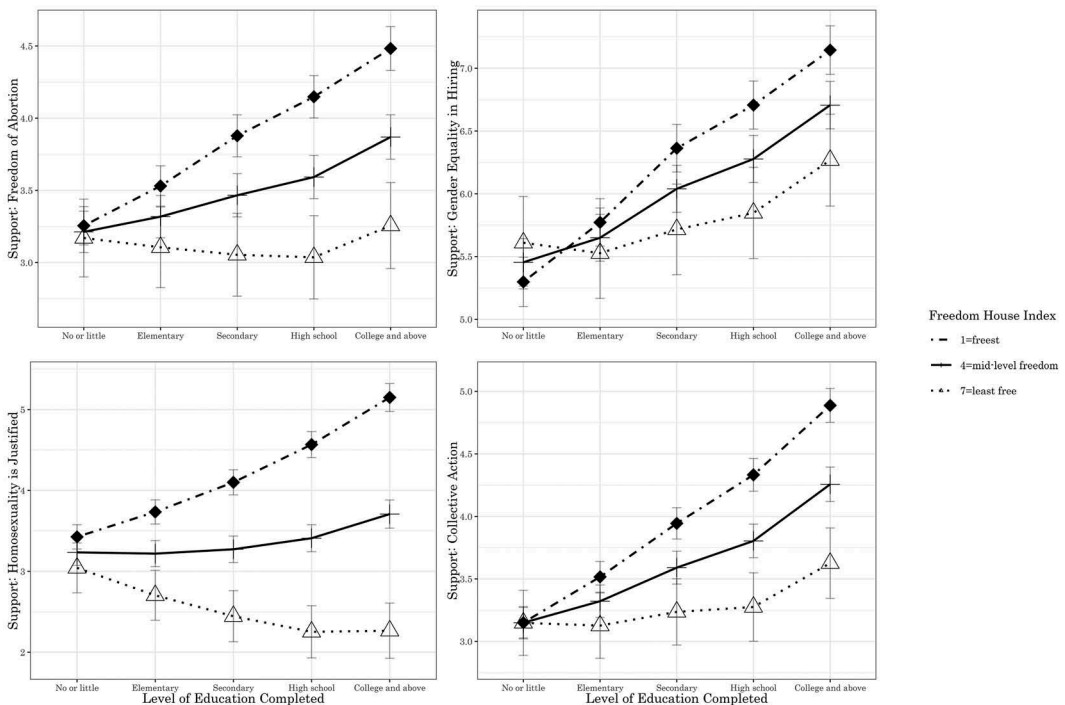 Support: Freedom of Abortion
4.5
3.5
3.0
No or little
Elementary
Secondary
High school
College and above
Support: Gender Equality in Hiring
7.0
6.5
6.0
5.5
5.0
No or little
Elementary
Secondary
High school
College and above
Freedom House Index
1=freest
4=mid-level freedom
7=least free
Support: Homosexuality is Justified
5
4
3
2
No or little
Elementary
Secondary
High school
College and above
Level of Education Completed
Support: Collective Action
5.0
4.5
4.0
3.5
3.0
No or little
Elementary
Secondary
High school
College and above
Level of Education Completed